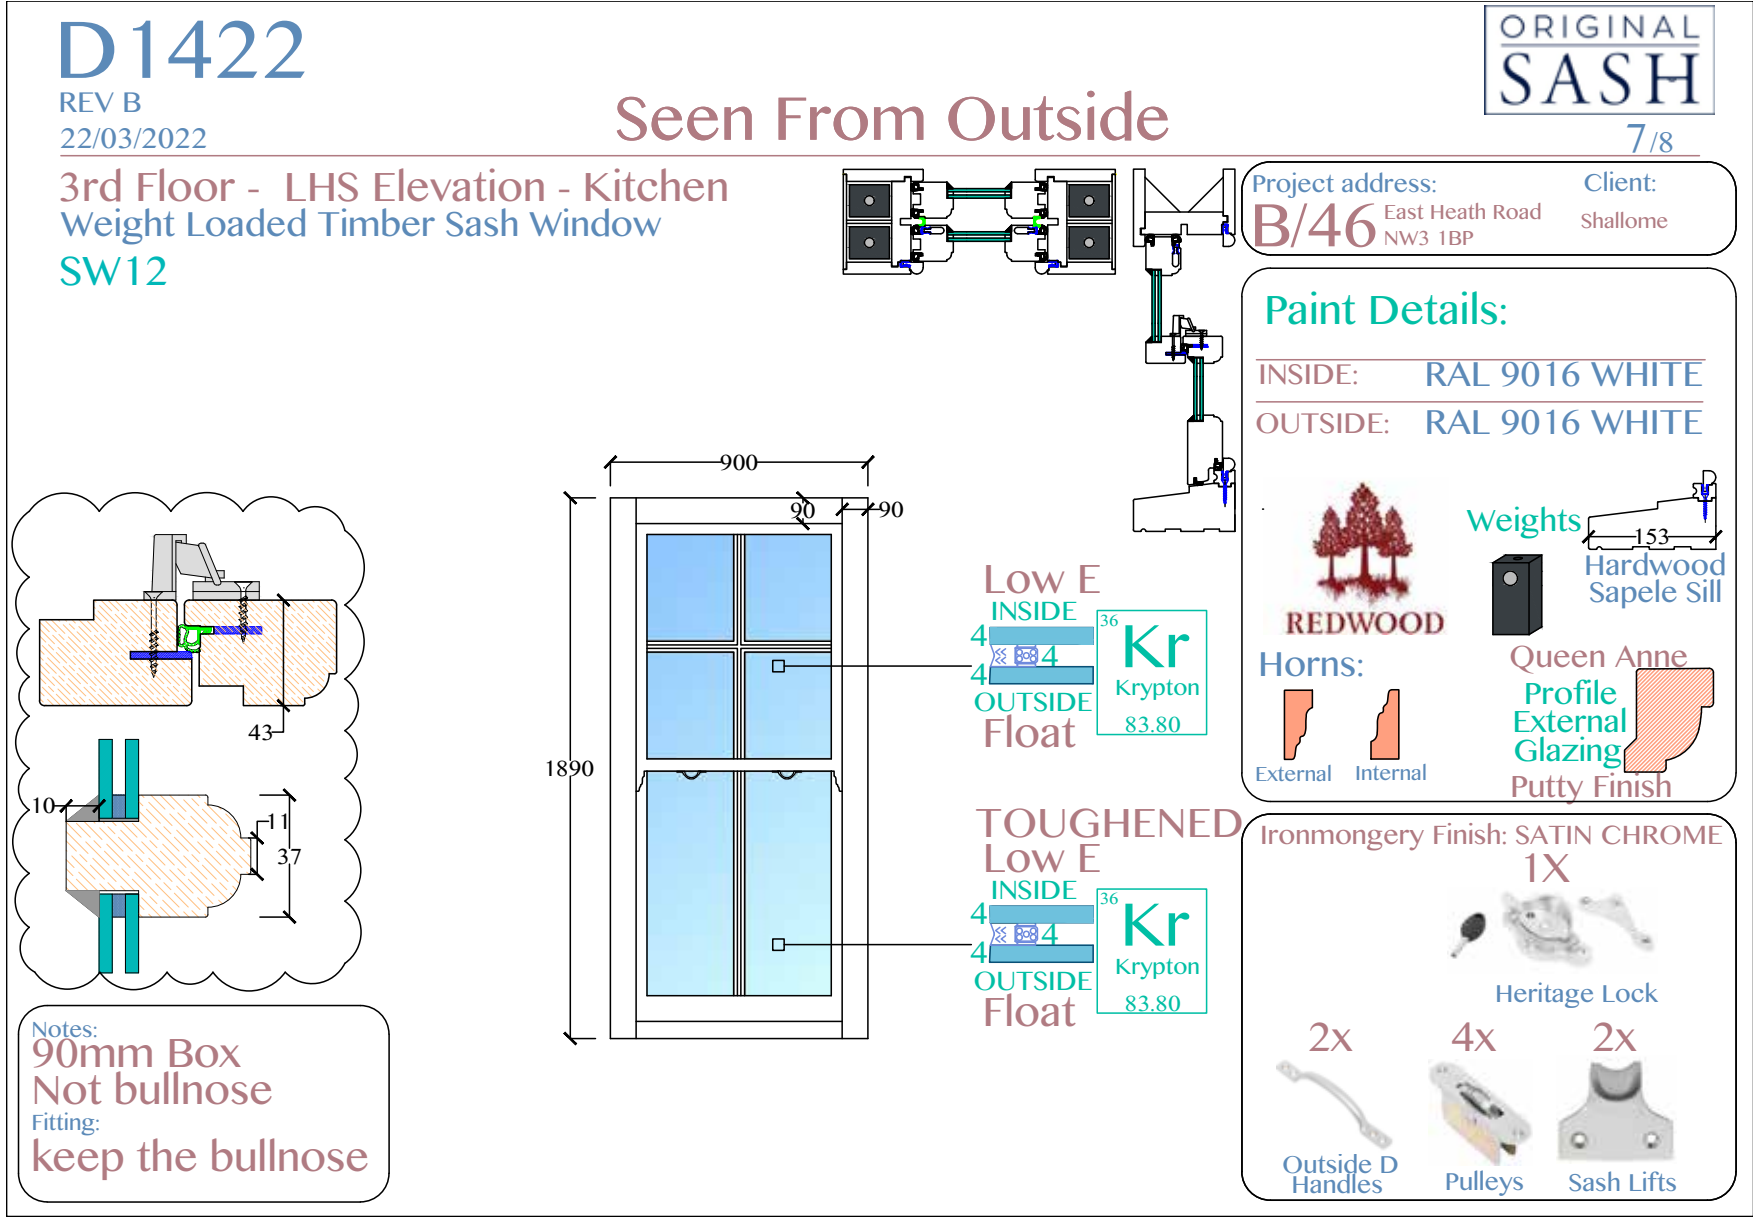 D1422
REV B
22/03/2022
Seen From Outside
ORIGINAL
SASH
7/8
3rd Floor - LHS Elevation - Kitchen
Weight Loaded Timber Sash Window
SW12
Project address:
B/46 East Heath Road
NW3 1BP
Client:
Shallome
Paint Details:
INSIDE: RAL 9016 WHITE
OUTSIDE: RAL 9016 WHITE
REDWOOD
Weights
153
Hardwood
Sapele Sill
Horns:
External
Internal
Queen Anne
Profile
External
Glazing
Putty Finish
900
90
90
1890
43
10
11
37
Low E
INSIDE
4
4
4
OUTSIDE
Float
36
Kr
Krypton
83.80
TOUGHENED
Low E
INSIDE
4
4
4
OUTSIDE
Float
36
Kr
Krypton
83.80
Ironmongery Finish: SATIN CHROME
1X
Heritage Lock
2x
Outside D
Handles
4x
Pulleys
2x
Sash Lifts
Notes:
90mm Box
Not bullnose
Fitting:
keep the bullnose